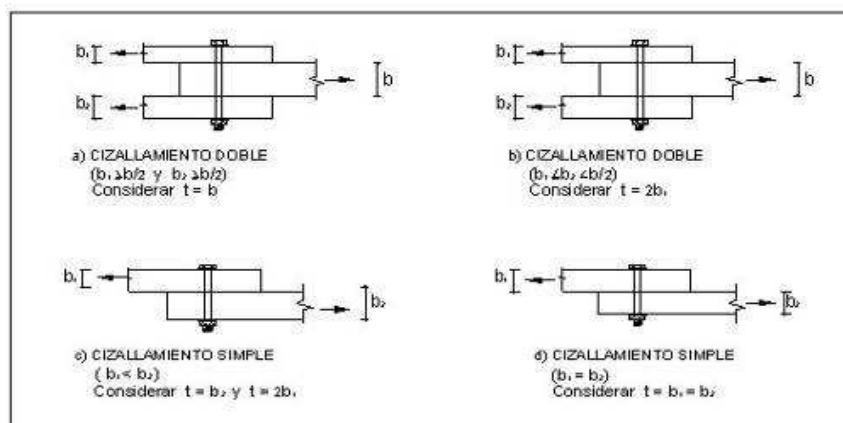 b₁
b₂
b
a) CIZALLAMIENTO DOBLE
(b₁ ≥b/2 y b₂ ≥b/2)
Considerar t = b
b₁
b₂
b
b) CIZALLAMIENTO DOBLE
(b₁ ∠b₂ ∠b/2)
Considerar t = 2b₁
b₁
b₂
c) CIZALLAMIENTO SIMPLE
( b₁ < b₂)
Considerar t = b₂ y t = 2b₁
b₁
b₂
d) CIZALLAMIENTO SIMPLE
(b₁ = b₂)
Considerar t = b₁ = b₂